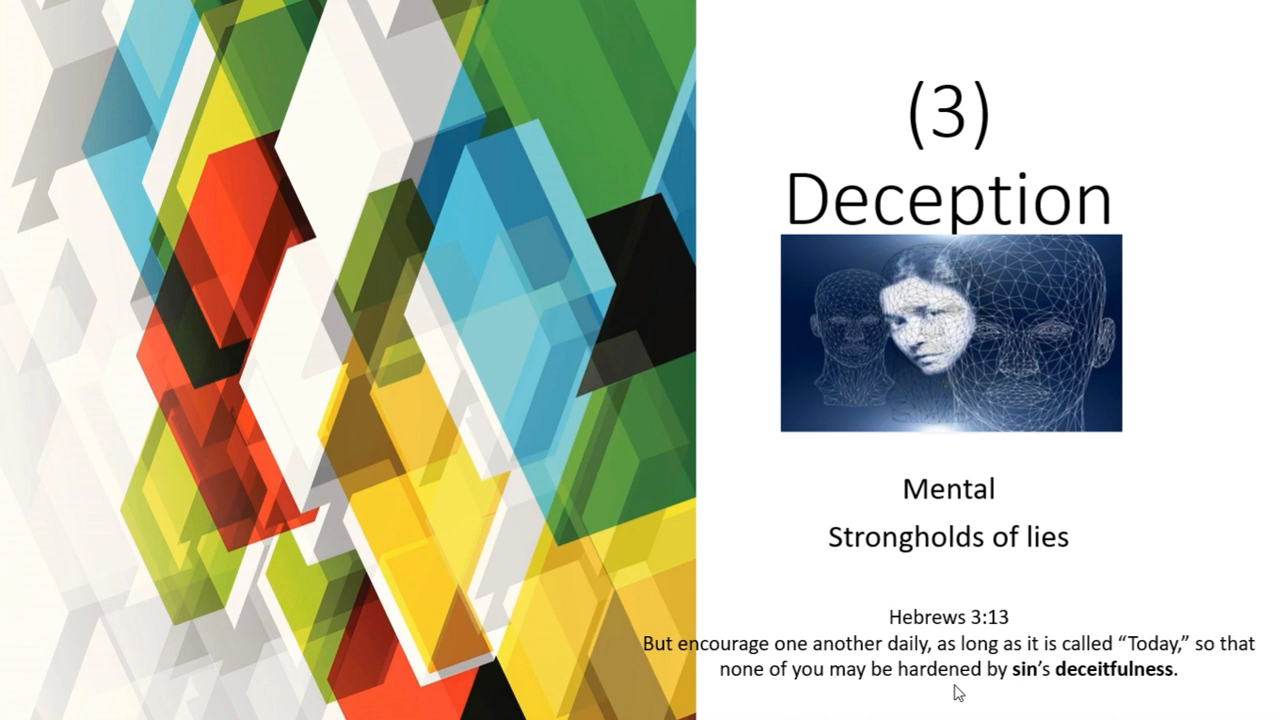 (3)
Deception
Mental
Strongholds of lies
Hebrews 3:13
But encourage one another daily, as long as it is called “Today,” so that
none of you may be hardened by sin’s deceitfulness.